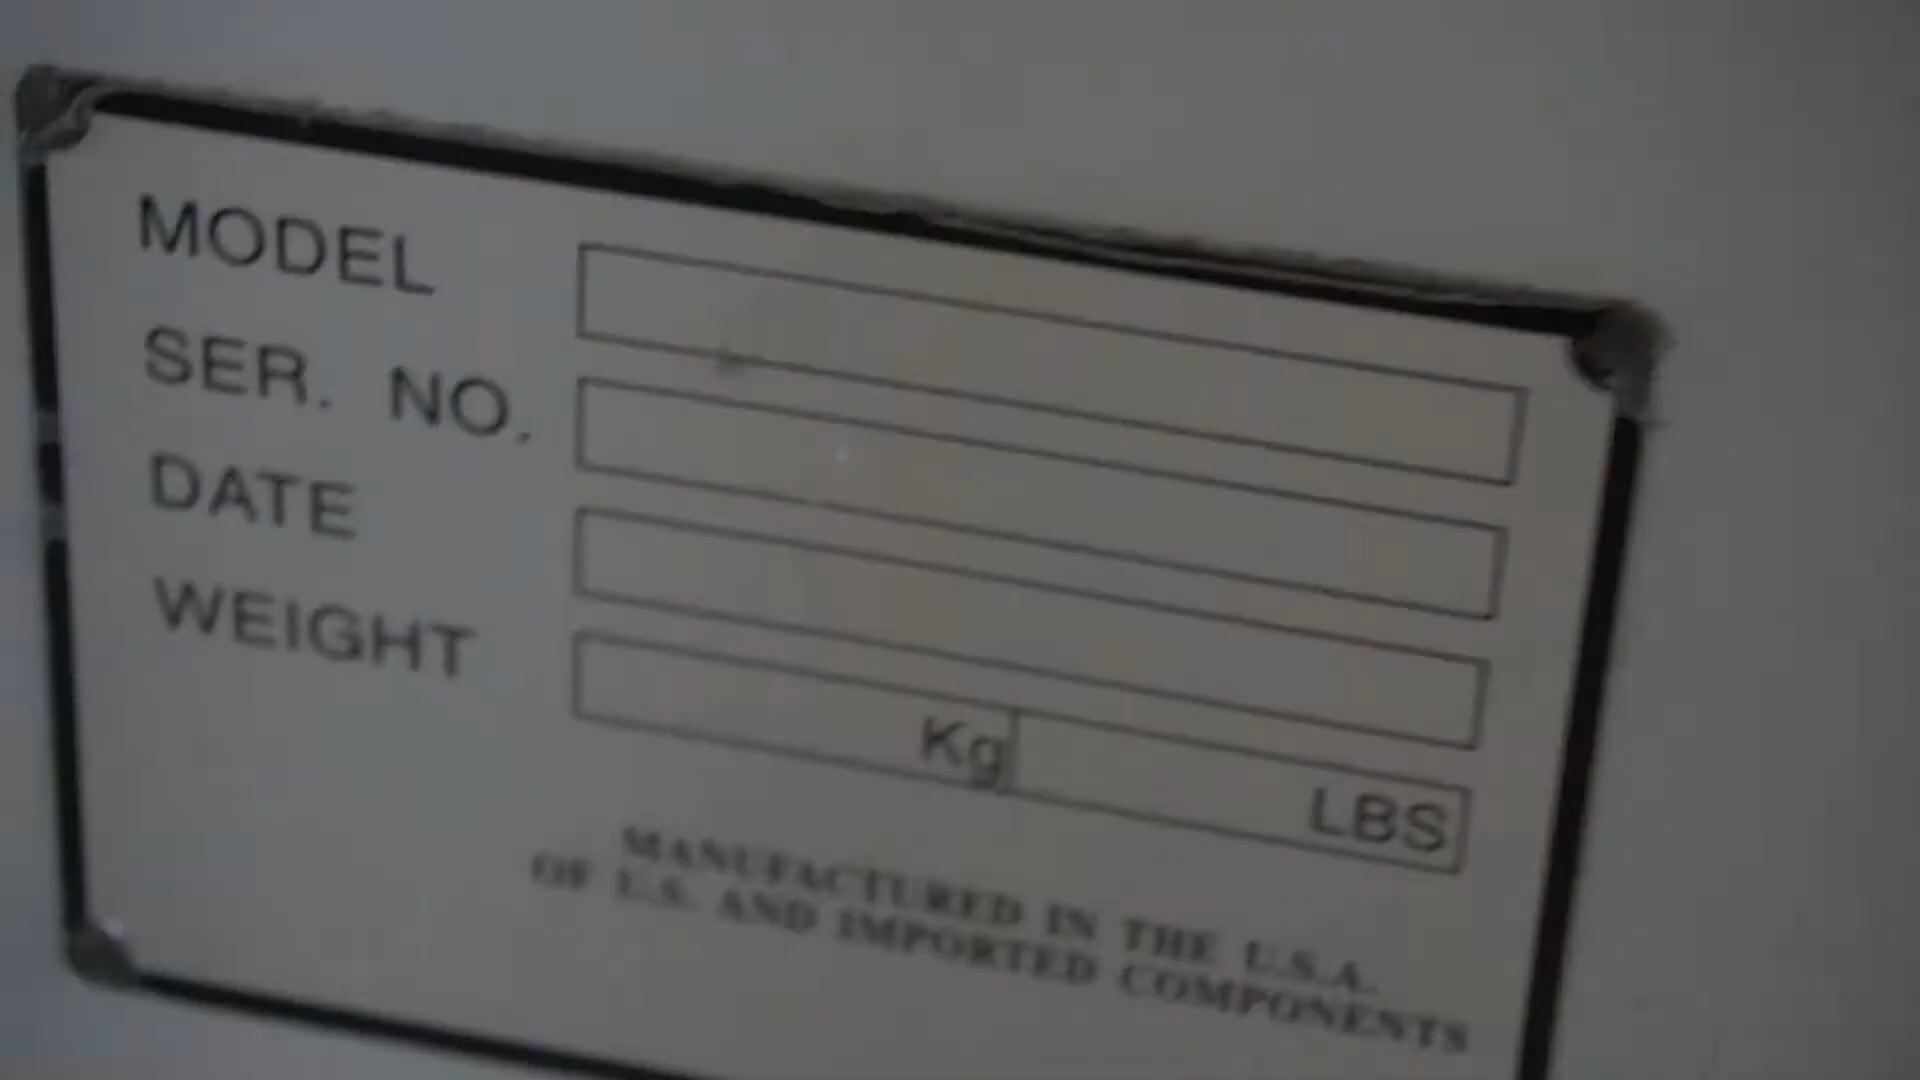 MODEL
SER. NO.
DATE
WEIGHT
Kg LBS
MANUFACTURED IN THE U.S.A.
OF U.S. AND IMPORTED COMPONENTS